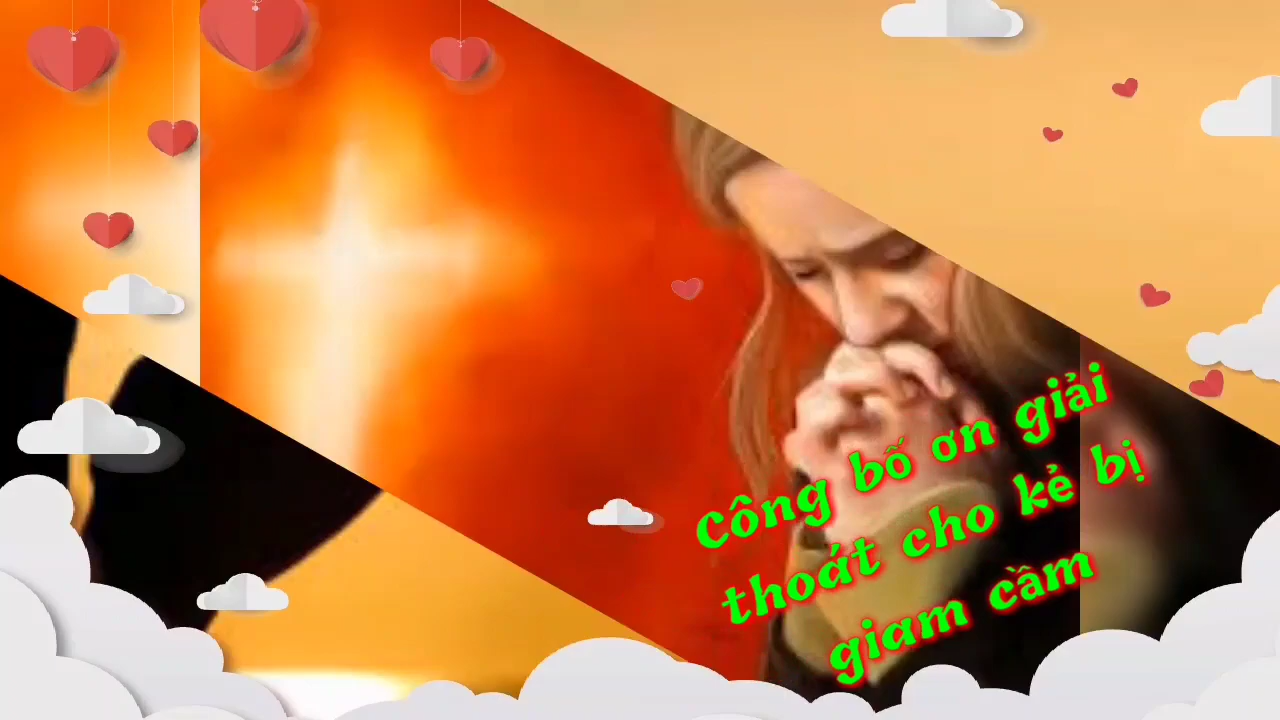 Công bố ơn giải
thoát cho kẻ bị
giam cầm